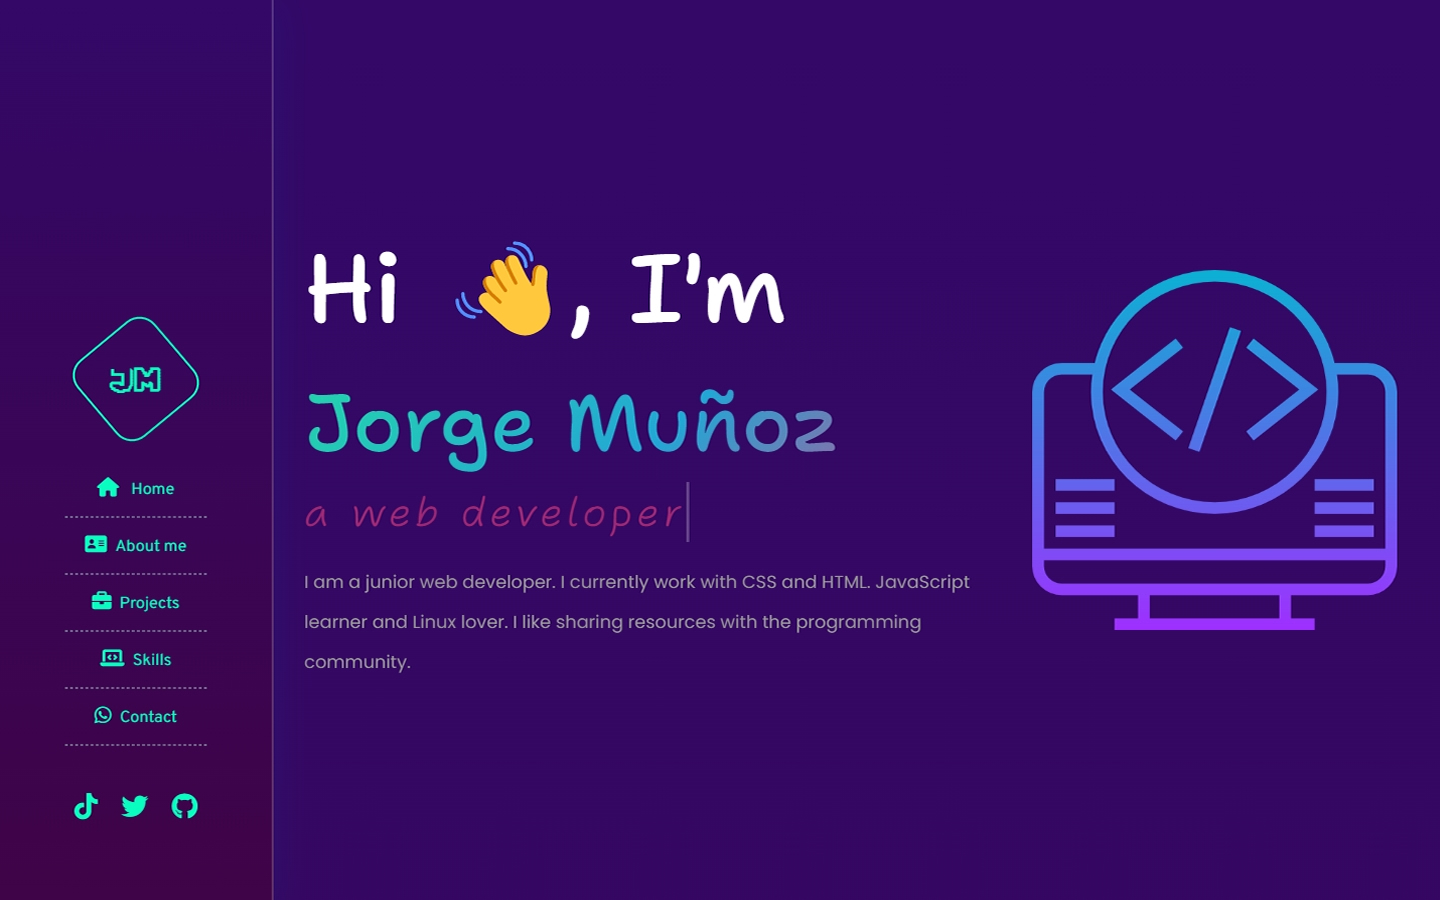 JM
Home
About me
Projects
Skills
Contact
Hi 👋, I'm
Jorge Muñoz
a web developer
I am a junior web developer. I currently work with CSS and HTML. JavaScript
learner and Linux lover. I like sharing resources with the programming
community.